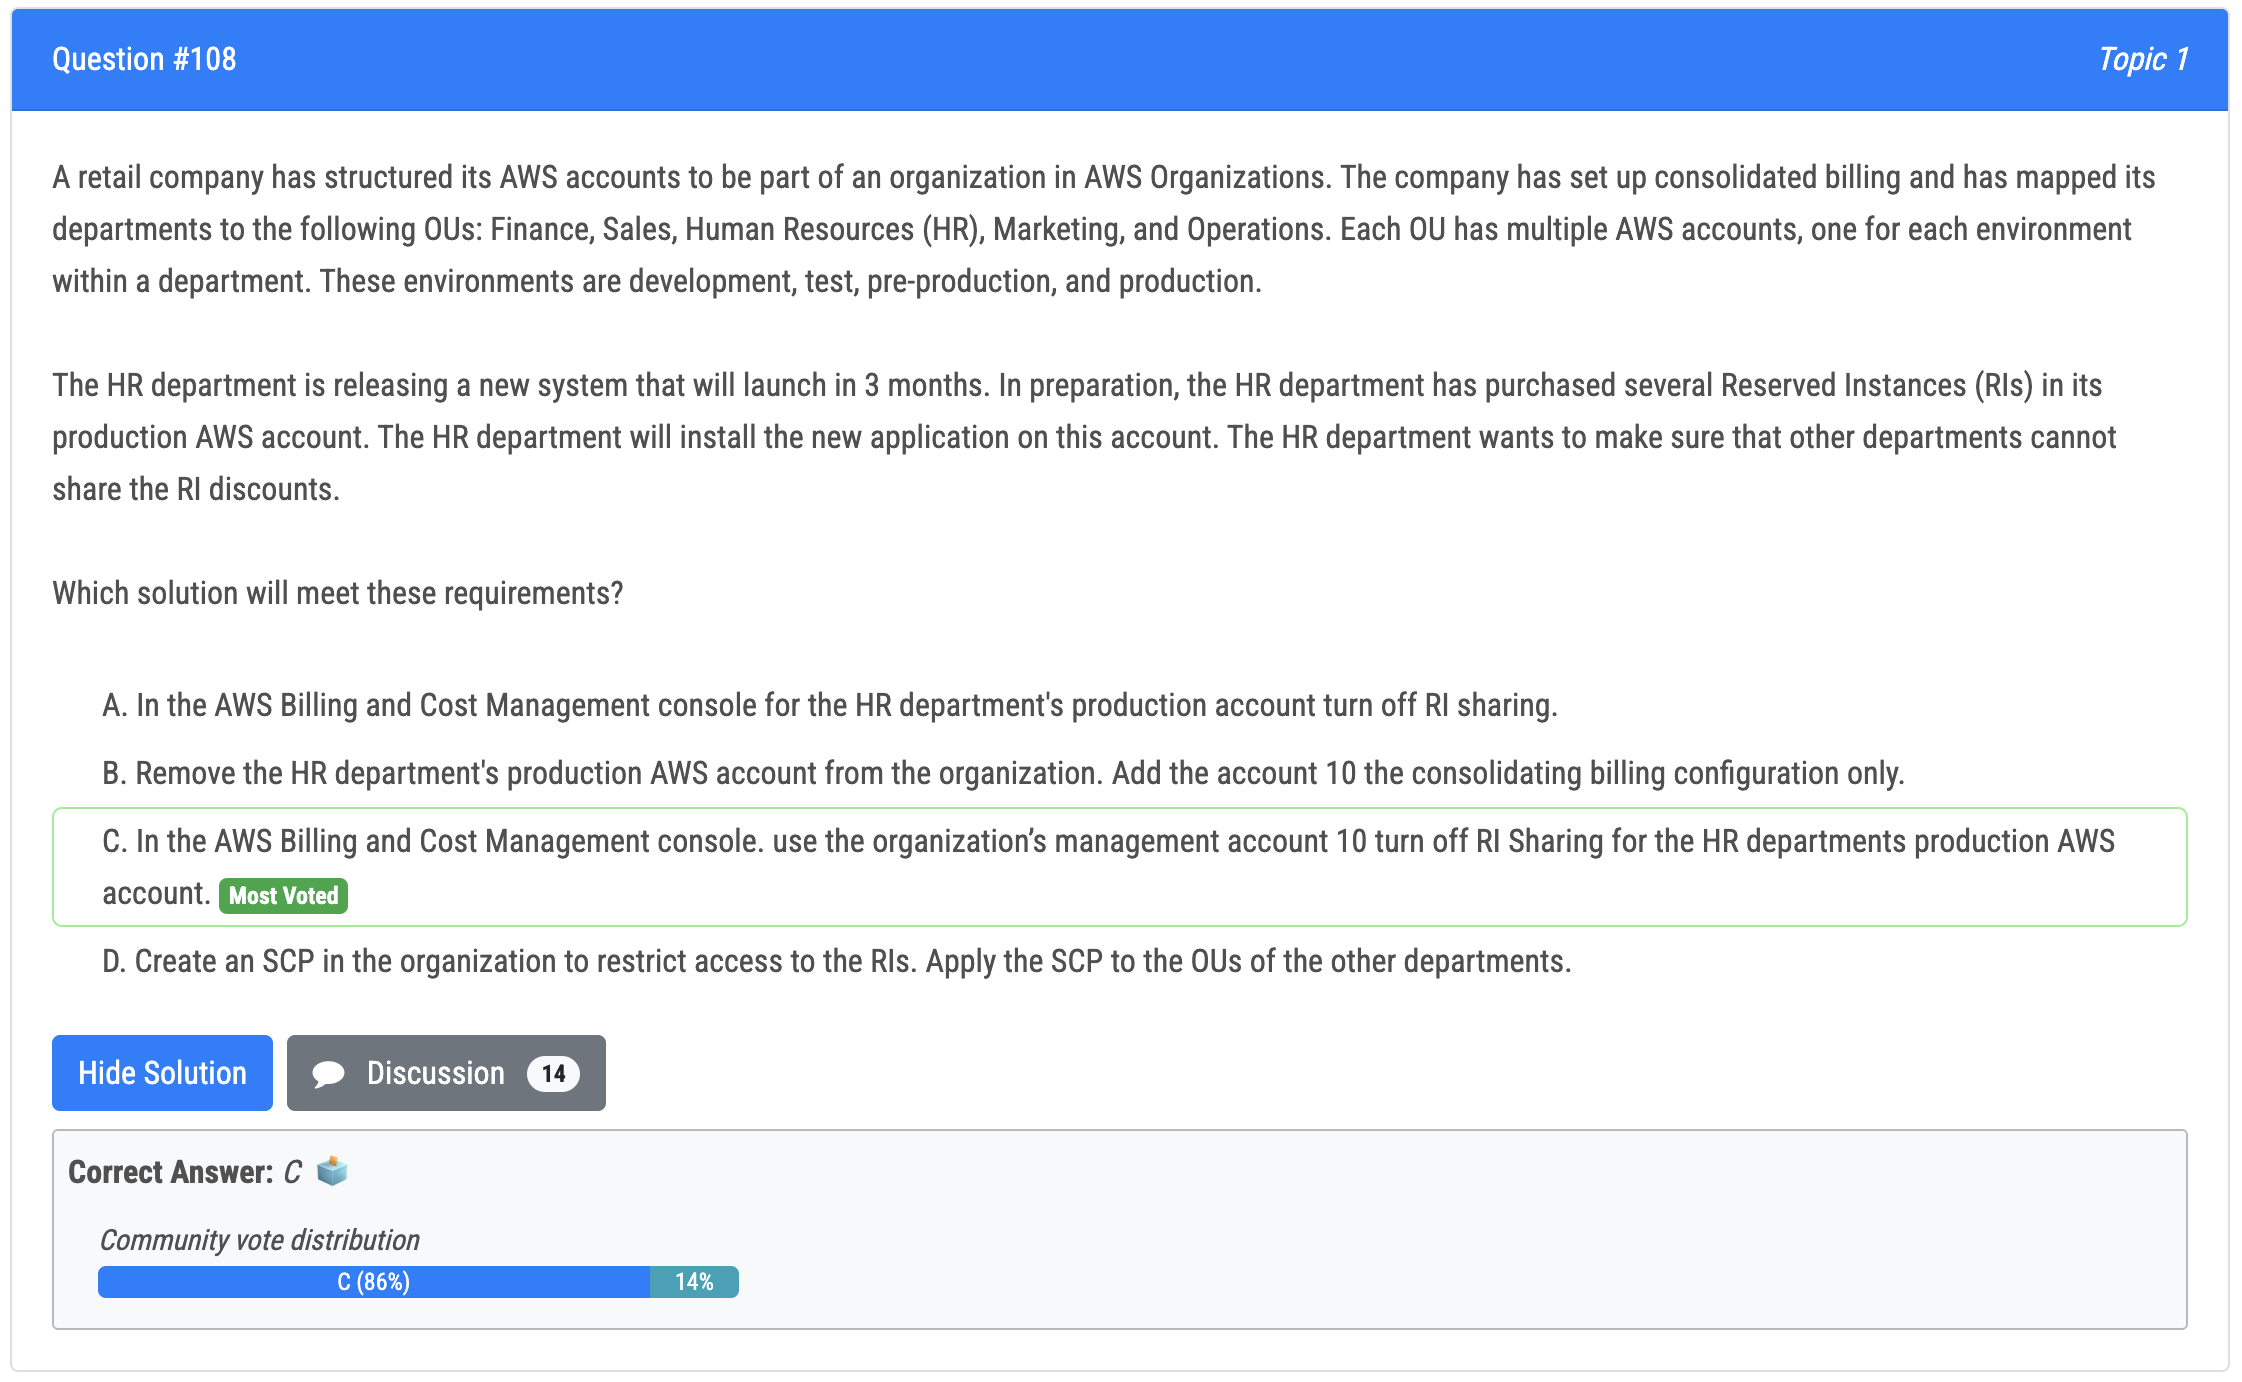 Question #108
Topic 1
A retail company has structured its AWS accounts to be part of an organization in AWS Organizations. The company has set up consolidated billing and has mapped its
departments to the following OUs: Finance, Sales, Human Resources (HR), Marketing, and Operations. Each OU has multiple AWS accounts, one for each environment
within a department. These environments are development, test, pre-production, and production.
The HR department is releasing a new system that will launch in 3 months. In preparation, the HR department has purchased several Reserved Instances (RIs) in its
production AWS account. The HR department will install the new application on this account. The HR department wants to make sure that other departments cannot
share the RI discounts.
Which solution will meet these requirements?
A. In the AWS Billing and Cost Management console for the HR department's production account turn off RI sharing.
B. Remove the HR department's production AWS account from the organization. Add the account 10 the consolidating billing configuration only.
C. In the AWS Billing and Cost Management console. use the organization’s management account 10 turn off RI Sharing for the HR departments production AWS
account. Most Voted
D. Create an SCP in the organization to restrict access to the RIs. Apply the SCP to the OUs of the other departments.
Hide Solution
Discussion 14
Correct Answer: C
Community vote distribution
C (86%) 14%